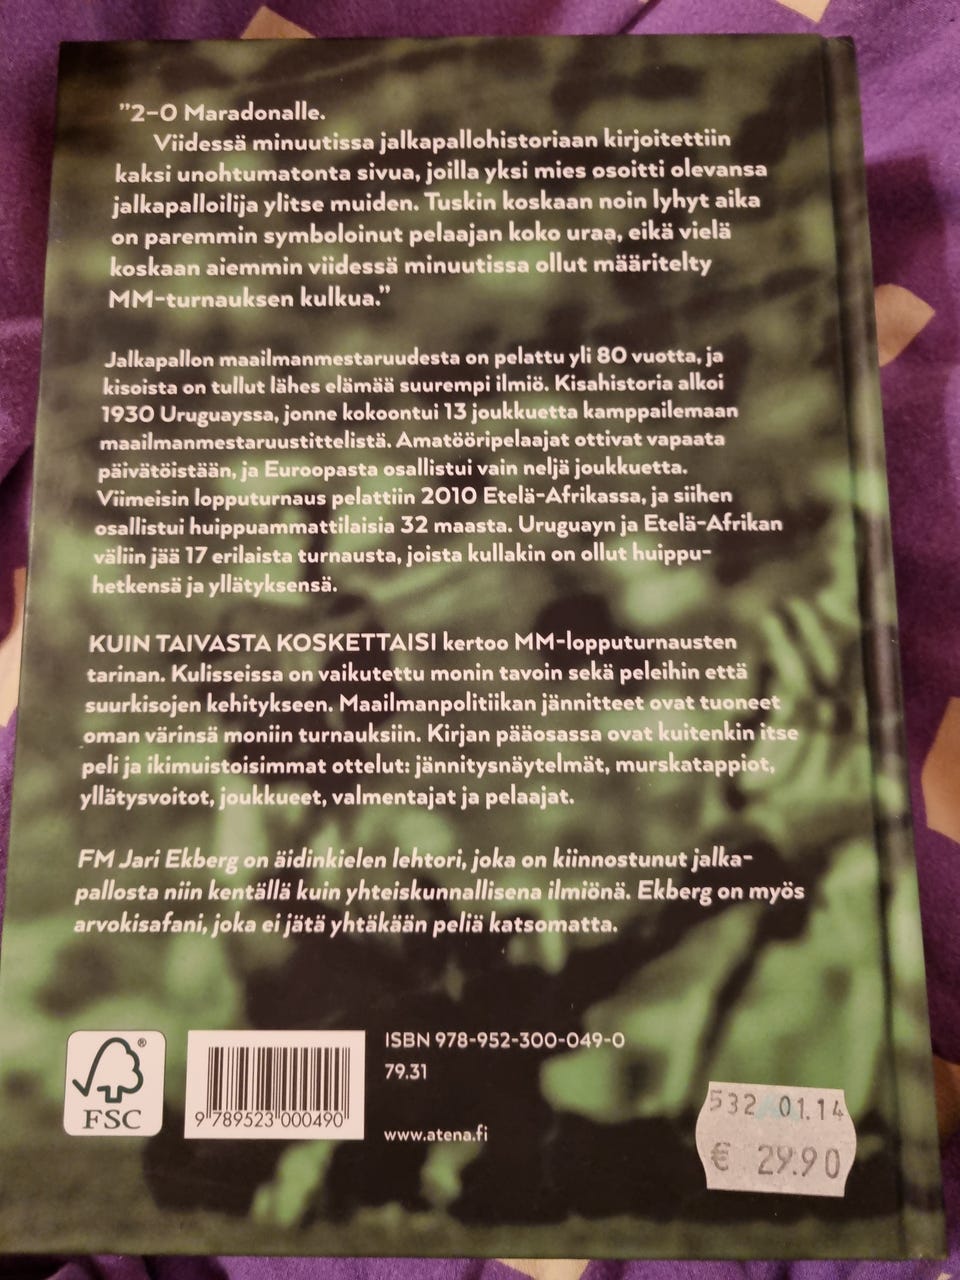 "2–0 Maradonalle.
Viidessä minuutissa jalkapallohistoriaan kirjoitettiin
kaksi unohtumatonta sivua, joilla yksi mies osoitti olevansa
jalkapalloilija ylitse muiden. Tuskin koskaan noin lyhyt aika
on paremmin symboloinut pelaajan koko uraa, eikä vielä
koskaan aiemmin viidessä minuutissa ollut määritelty
MM-turnauksen kulkua."
Jalkapallon maailmanmestaruudesta on pelattu yli 80 vuotta, ja
kisoista on tullut lähes elämää suurempi ilmiö. Kisahistoria alkoi
1930 Uruguayssa, jonne kokoontui 13 joukkuetta kamppailemaan
maailmanmestaruustittelistä. Amatööripelaajat ottivat vapaata
päivätöistään, ja Euroopasta osallistui vain neljä joukkuetta.
Viimeisin lopputurnaus pelattiin 2010 Etelä-Afrikassa, ja siihen
osallistui huippuammattilaisia 32 maasta. Uruguayn ja Etelä-Afrikan
väliin jää 17 erilaista turnausta, joista kullakin on ollut huippu-
hetkensä ja yllätyksensä.
KUIN TAIVASTA KOSKETTAISI kertoo MM-lopputurnausten
tarinan. Kulisseissa on vaikutettu monin tavoin sekä peleihin että
suurkisojen kehitykseen. Maailmanpolitiikan jännitteet ovat tuoneet
oman värinsä moniin turnauksiin. Kirjan pääosassa ovat kuitenkin itse
peli ja ikimuistoisimmat ottelut: jännitysnäytelmät, murskatappiot,
yllätysvoitot, joukkueet, valmentajat ja pelaajat.
FM Jari Ekberg on äidinkielen lehtori, joka on kiinnostunut jalka-
pallosta niin kentällä kuin yhteiskunnallisena ilmiönä. Ekberg on myös
arvokisafani, joka ei jätä yhtäkään peliä katsomatta.
FSC ®
9 789523 000490
ISBN 978-952-300-049-0
79.31
www.atena.fi
532 01.14
€ 29.90